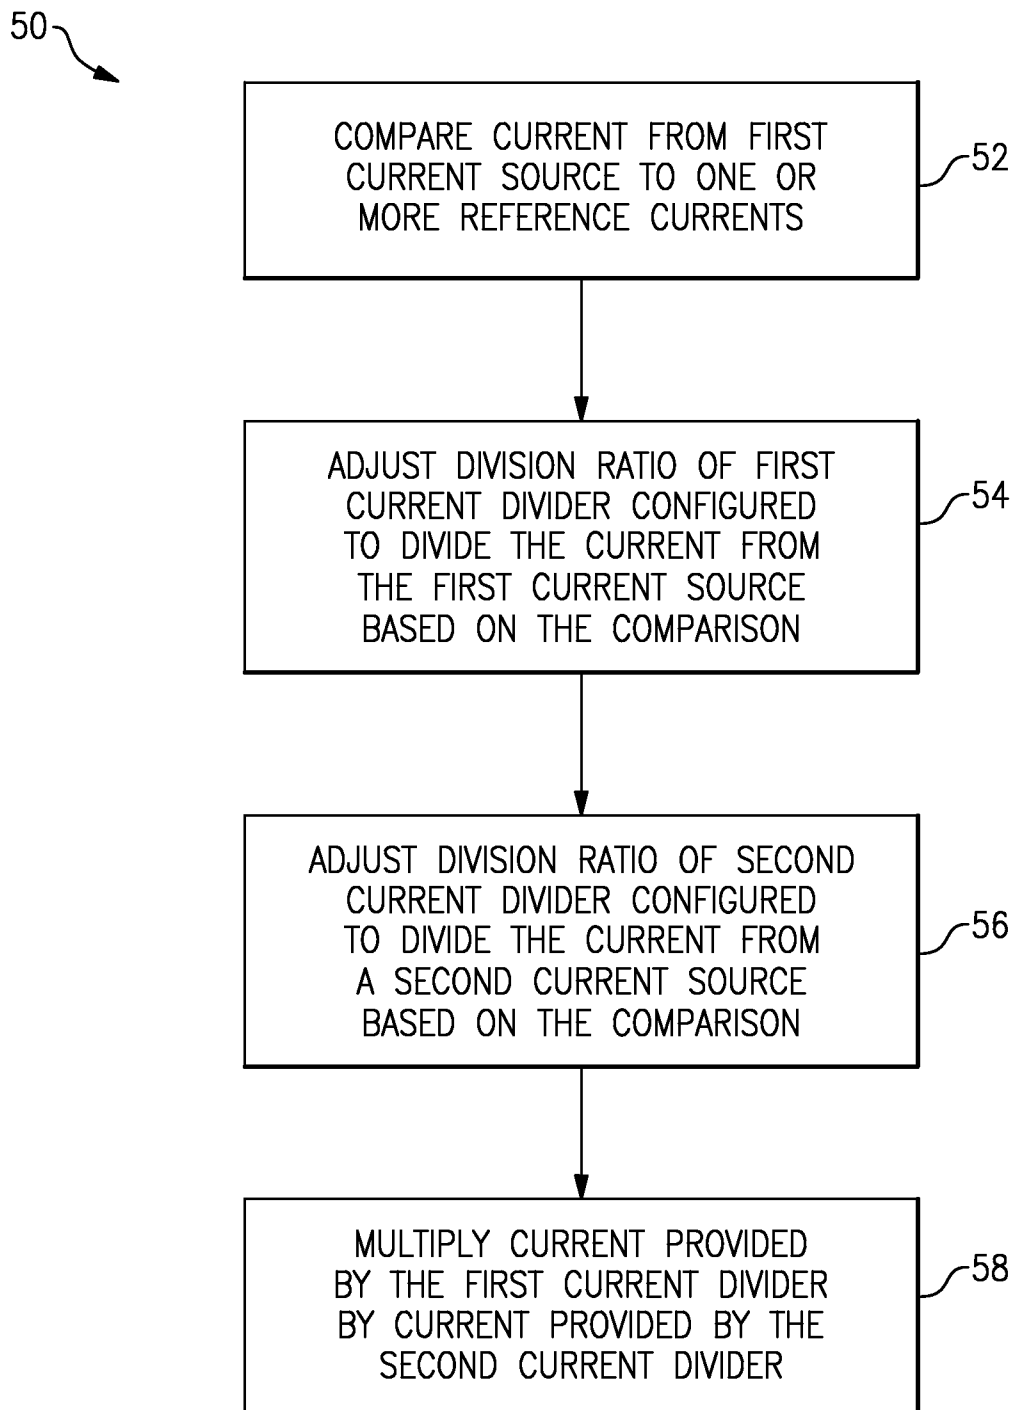 50
COMPARE CURRENT FROM FIRST
CURRENT SOURCE TO ONE OR
MORE REFERENCE CURRENTS
52
ADJUST DIVISION RATIO OF FIRST
CURRENT DIVIDER CONFIGURED
TO DIVIDE THE CURRENT FROM
THE FIRST CURRENT SOURCE
BASED ON THE COMPARISON
54
ADJUST DIVISION RATIO OF SECOND
CURRENT DIVIDER CONFIGURED
TO DIVIDE THE CURRENT FROM
A SECOND CURRENT SOURCE
BASED ON THE COMPARISON
56
MULTIPLY CURRENT PROVIDED
BY THE FIRST CURRENT DIVIDER
BY CURRENT PROVIDED BY THE
SECOND CURRENT DIVIDER
58